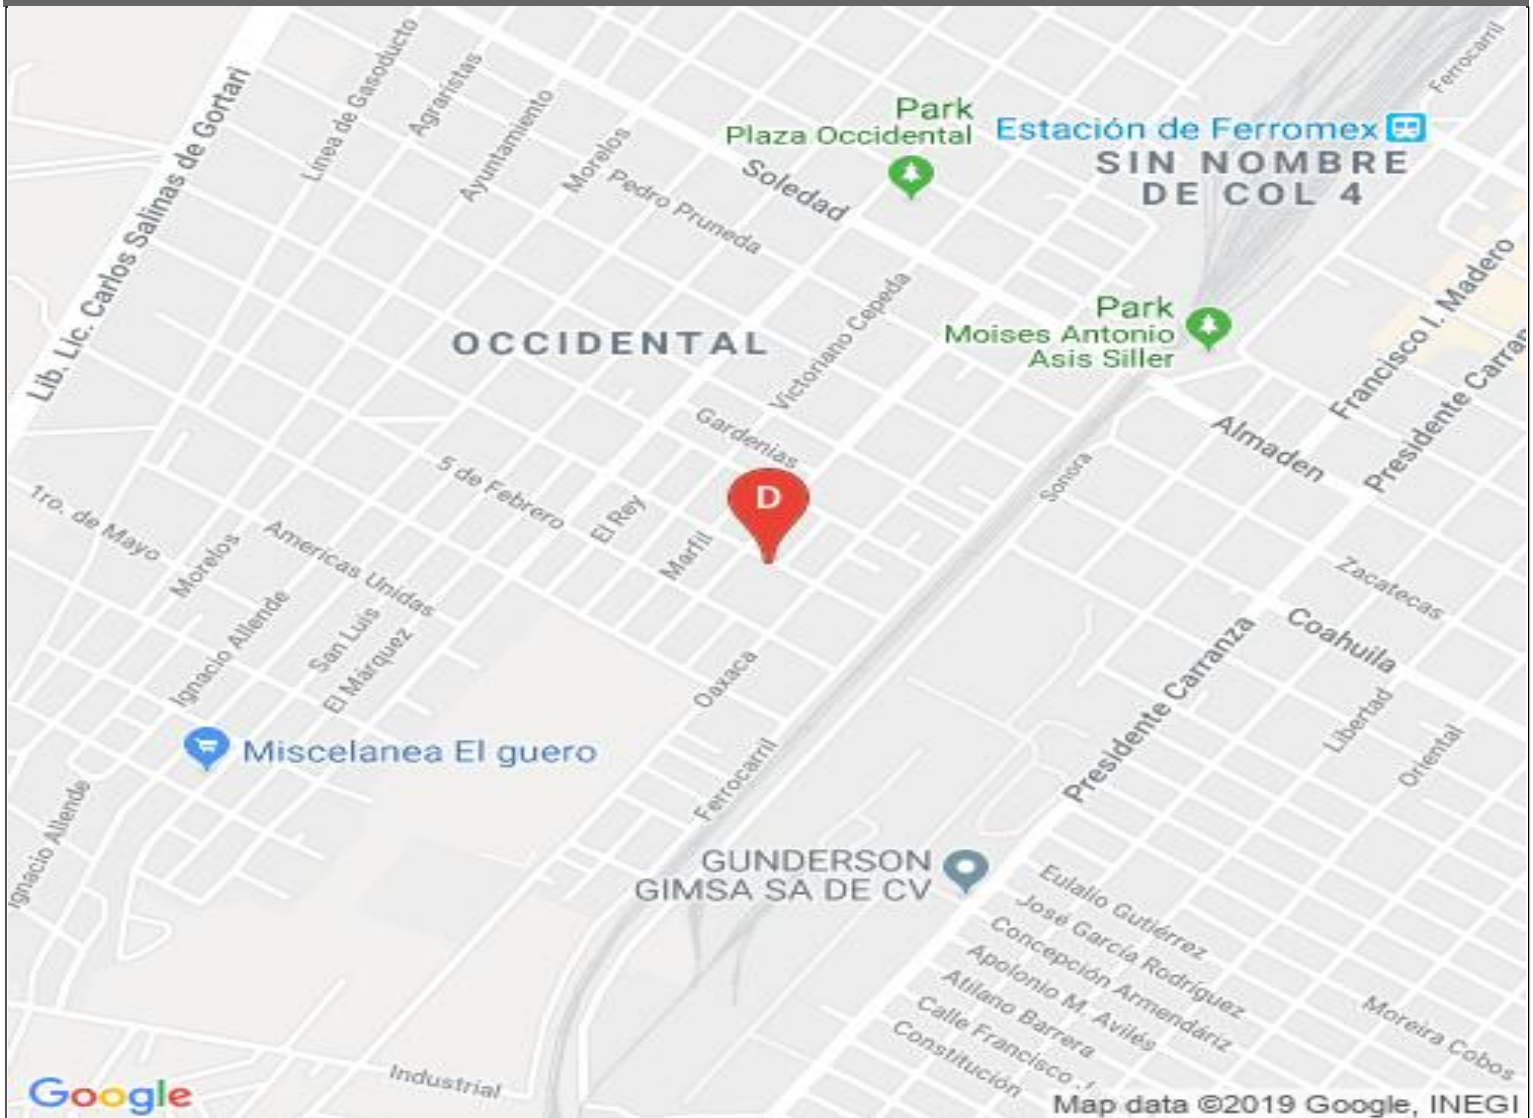 Linea de Gasoducto
Agraristas
Ayuntamiento
Morelos
Pedro Pruneda
Soledad
Park
Plaza Occidental
Estación de Ferromex
SIN NOMBRE
DE COL 4
Ferrocarril
Lib. Lic. Carlos Salinas de Gortari
OCCIDENTAL
Victoriano Cepeda
Park
Moises Antonio
Asis Siller
Francisco I. Madero
Presidente Carran
Gardenias
Almaden
5 de Febrero
El Rey
Marfil
D
Sonora
1ro. de Mayo
Morelos
Americas Unidas
Ignacio Allende
San Luis
El Márquez
Zacatecas
Coahuila
Oaxaca
Presidente Carranza
Libertad
Oriental
Miscelanea El guero
Ferrocarril
Ignacio Allende
GUNDERSON
GIMSA SA DE CV
Eulalio Gutiérrez
José García Rodríguez
Concepción Armendáriz
Apolonio M. Avilés
Atilano Barrera
Calle Francisco
Constitución
Moreira Cobos
Industrial
Google
Map data ©2019 Google, INEGI